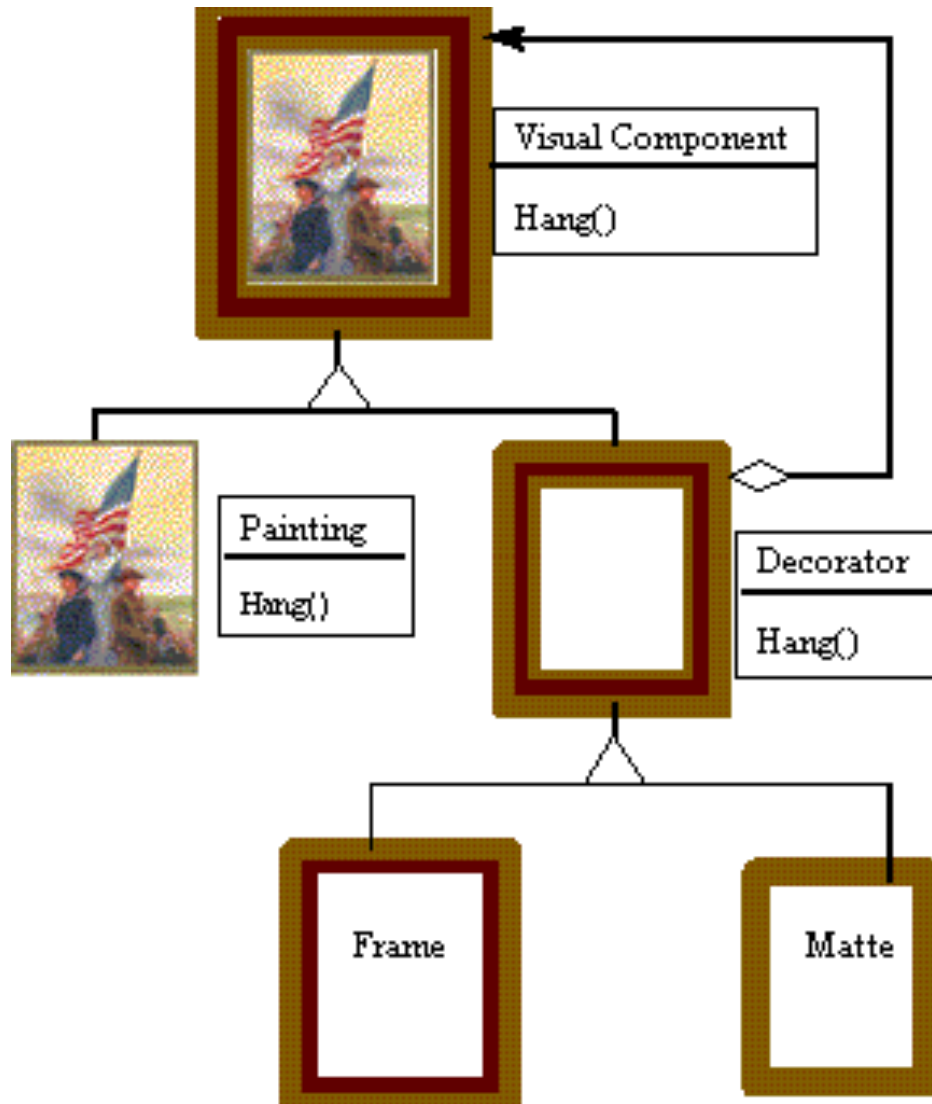 Visual Component
Hang()
Painting
Hang()
Decorator
Hang()
Frame
Matte